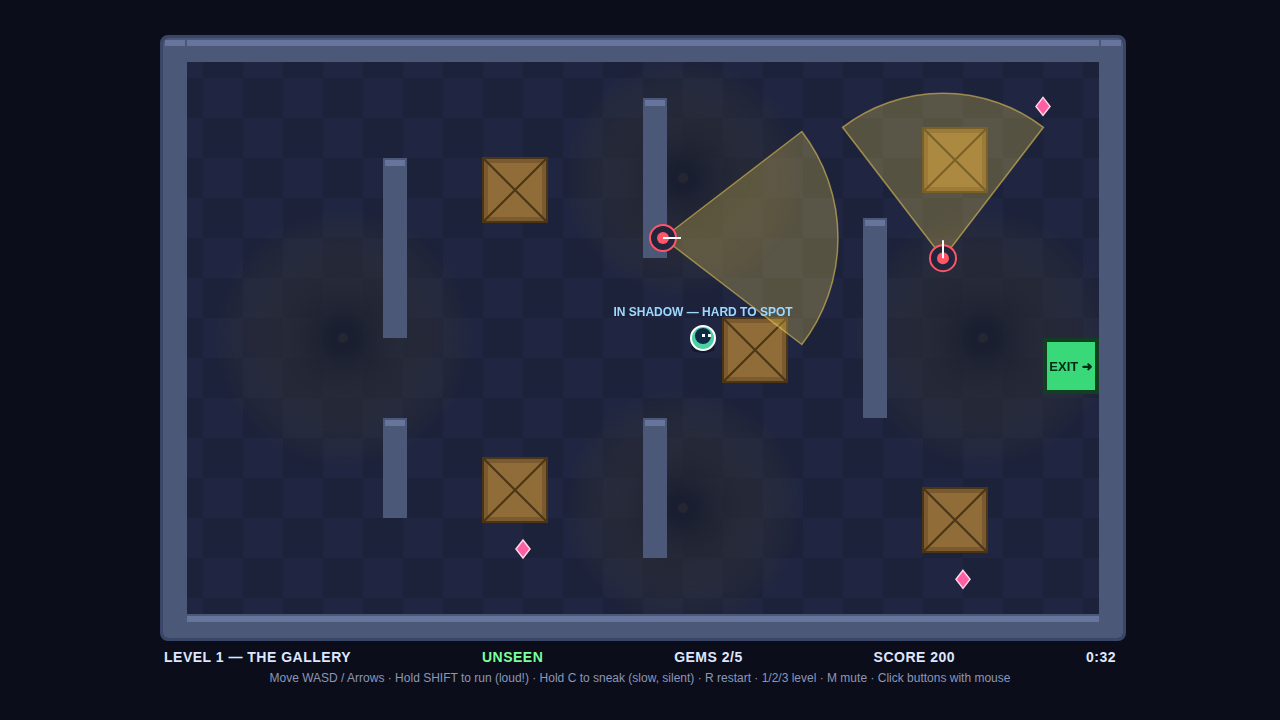 IN SHADOW — HARD TO SPOT
EXIT ➜
LEVEL 1 — THE GALLERY UNSEEN GEMS 2/5 SCORE 200 0:32
Move WASD / Arrows · Hold SHIFT to run (loud!) · Hold C to sneak (slow, silent) · R restart · 1/2/3 level · M mute · Click buttons with mouse